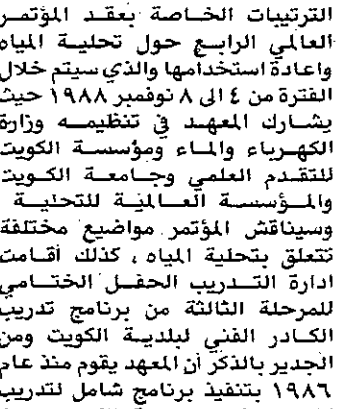 الترتيبات الخاصة بعقد المؤتمر
العالمي الرابع حول تحلية المياه
واعادة استخدامها والذي سيتم خلال
الفترة من ٤ الى ٨ نوفمبر ١٩٨٨ حيث
يشارك المعهد في تنظيمه وزارة
الكهرباء والماء ومؤسسة الكويت
للتقدم العلمي وجامعة الكويت
والمؤسسة العالمية للتحلية
وسيناقش المؤتمر مواضيع مختلفة
تتعلق بتحلية المياه ، كذلك أقامت
ادارة التدريب الحفل الختامي
للمرحلة الثالثة من برنامج تدريب
الكادر الفني لبلدية الكويت ومن
الجدير بالذكر أن المعهد يقوم منذ عام
١٩٨٦ بتنفيذ برنامج شامل لتدريب